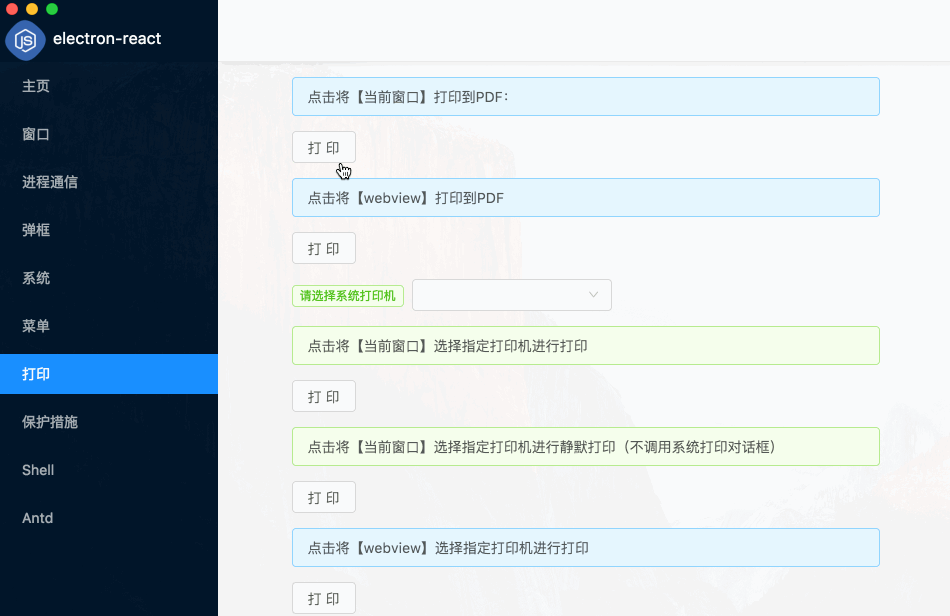 electron-react
主页
窗口
进程通信
弹框
系统
菜单
打印
保护措施
Shell
Antd
点击将【当前窗口】打印到PDF：
打 印
点击将【webview】打印到PDF
打 印
请选择系统打印机
点击将【当前窗口】选择指定打印机进行打印
打 印
点击将【当前窗口】选择指定打印机进行静默打印（不调用系统打印对话框）
打 印
点击将【webview】选择指定打印机进行打印
打 印